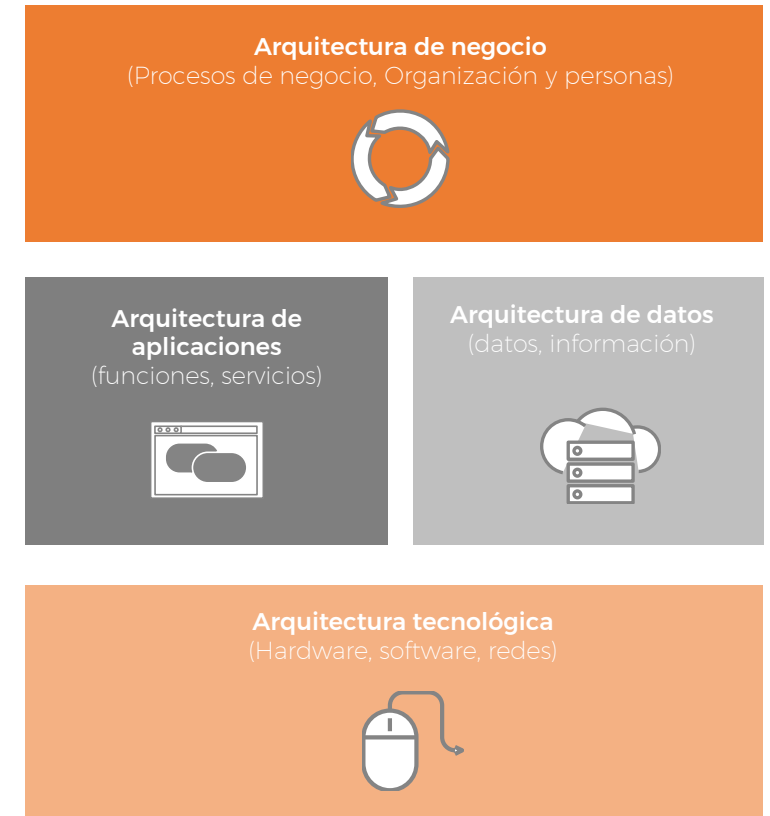 Arquitectura de negocio
(Procesos de negocio, Organización y personas)
Arquitectura de
aplicaciones
(funciones, servicios)
Arquitectura de datos
(datos, información)
Arquitectura tecnológica
(Hardware, software, redes)